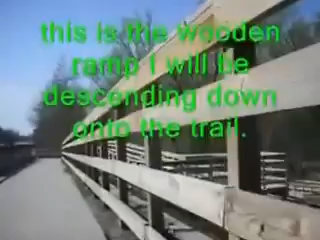 this is the wooden
ramp I will be
descending down
onto the trail.